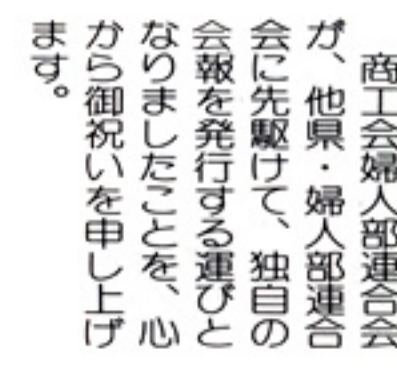 商工会婦人部連合会
が、他県・婦人部連合
会に先駆けて、独自の
会報を発行する運びと
なりましたことを、心
から御祝いを申し上げ
ます。